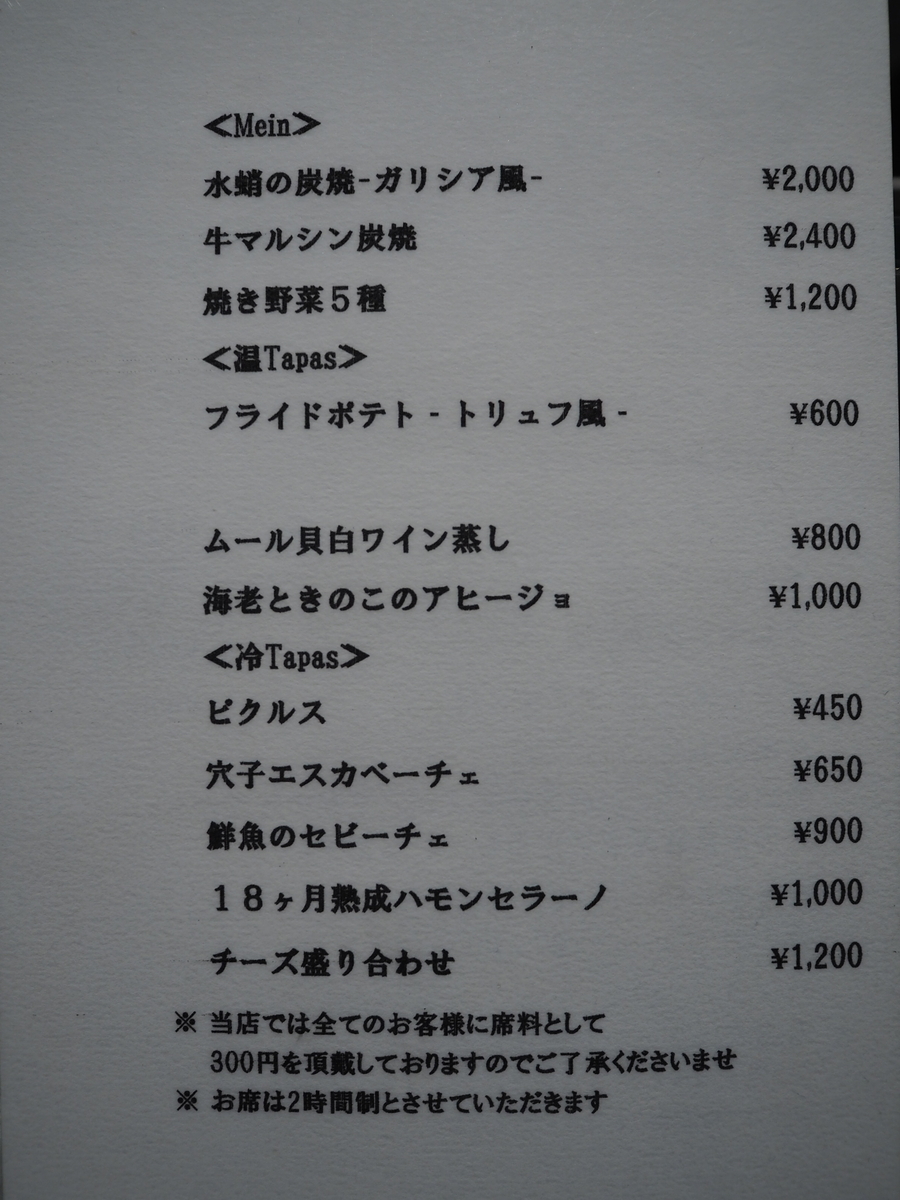 ＜Mein＞
水蛸の炭焼-ガリシア風- ¥2,000
牛マルシン炭焼 ¥2,400
焼き野菜５種 ¥1,200
＜温Tapas＞
フライドポテト - トリュフ風 - ¥600
ムール貝白ワイン蒸し ¥800
海老ときのこのアヒージョ ¥1,000
＜冷Tapas＞
ピクルス ¥450
穴子エスカベーチェ ¥650
鮮魚のセビーチェ ¥900
１８ヶ月熟成ハモンセラーノ ¥1,000
チーズ盛り合わせ ¥1,200
※ 当店では全てのお客様に席料として
300円を頂戴しておりますのでご了承くださいませ
※ お席は2時間制とさせていただきます